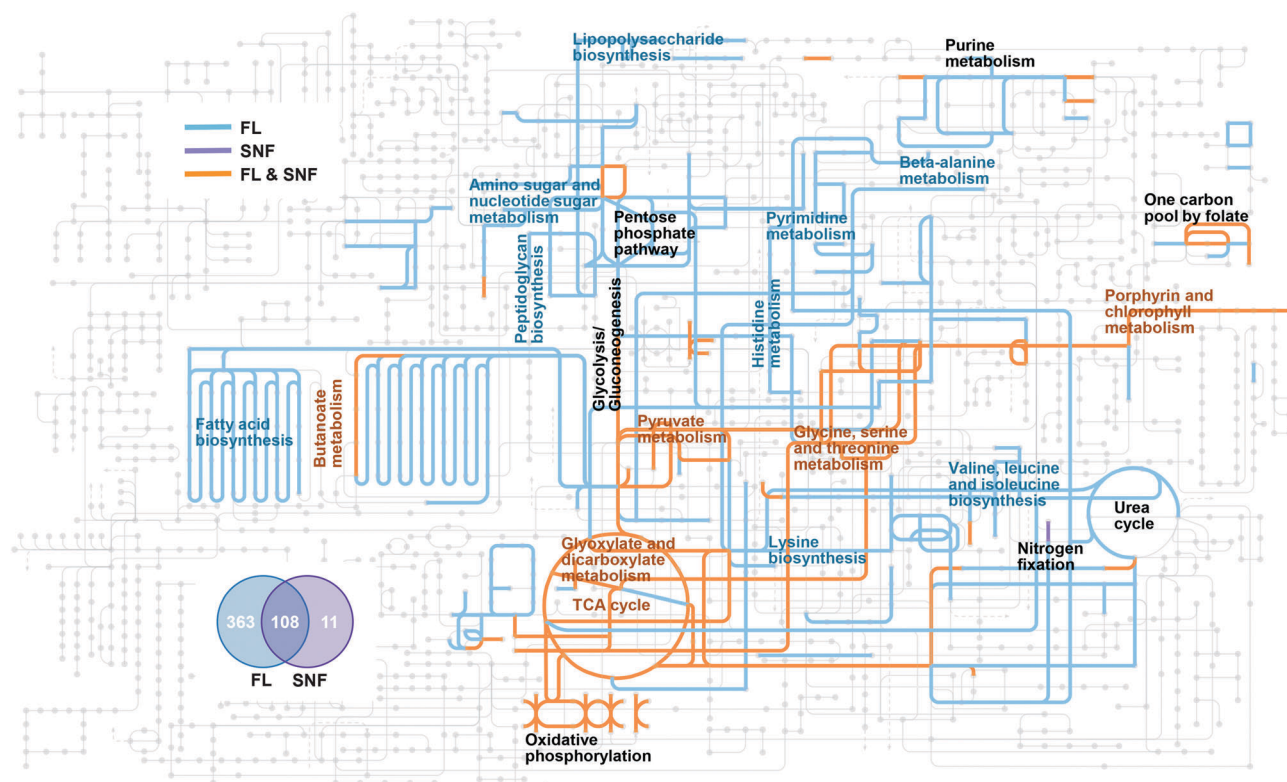 Lipopolysaccharide
biosynthesis
Purine
metabolism
FL
SNF
FL & SNF
Amino sugar and
nucleotide sugar
metabolism
Beta-alanine
metabolism
Pentose
phosphate
pathway
Pyrimidine
metabolism
One carbon
pool by folate
Peptidoglycan
biosynthesis
Porphyrin and
chlorophyll
metabolism
Histidine
metabolism
Glycolysis/
Gluconeogenesis
Fatty acid
biosynthesis
Butanoate
metabolism
Pyruvate
metabolism
Glycine, serine
and threonine
metabolism
Valine, leucine
and isoleucine
biosynthesis
Urea
cycle
Nitrogen
fixation
Lysine
biosynthesis
Glyoxylate and
dicarboxylate
metabolism
TCA cycle
363 108 11
FL SNF
Oxidative
phosphorylation